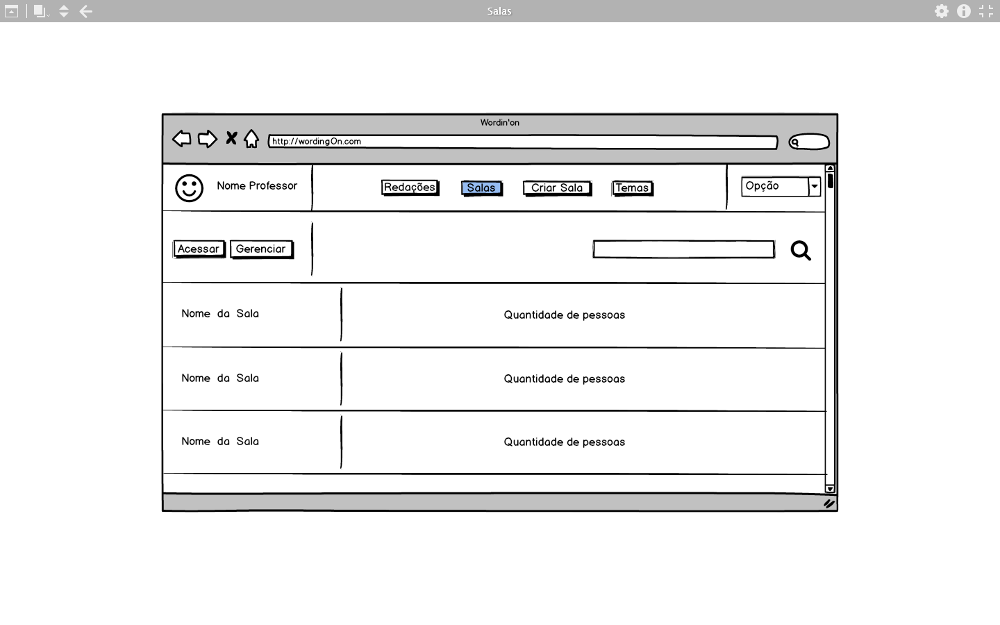 Salas
Wordin'on
http://wordingOn.com
Nome Professor
Redações
Salas
Criar Sala
Temas
Opção
Acessar
Gerenciar
Nome da Sala
Quantidade de pessoas
Nome da Sala
Quantidade de pessoas
Nome da Sala
Quantidade de pessoas